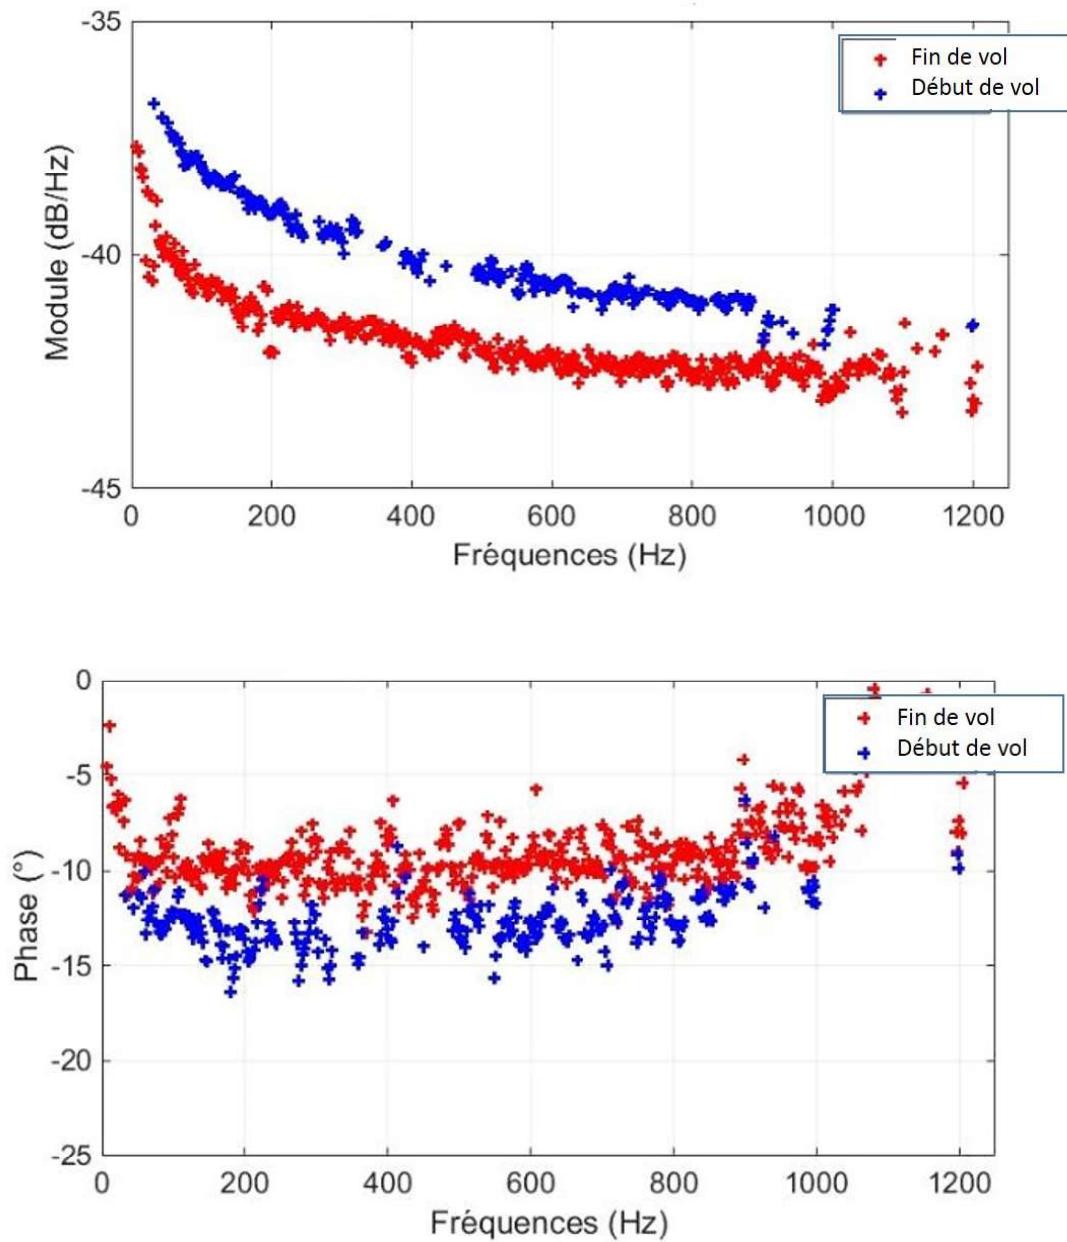 -35
Fin de vol
Début de vol
Module (dB/Hz)
-40
-45
0 200 400 600 800 1000 1200
Fréquences (Hz)
0
Fin de vol
Début de vol
-5
-10
Phase (°)
-15
-20
-25
0 200 400 600 800 1000 1200
Fréquences (Hz)